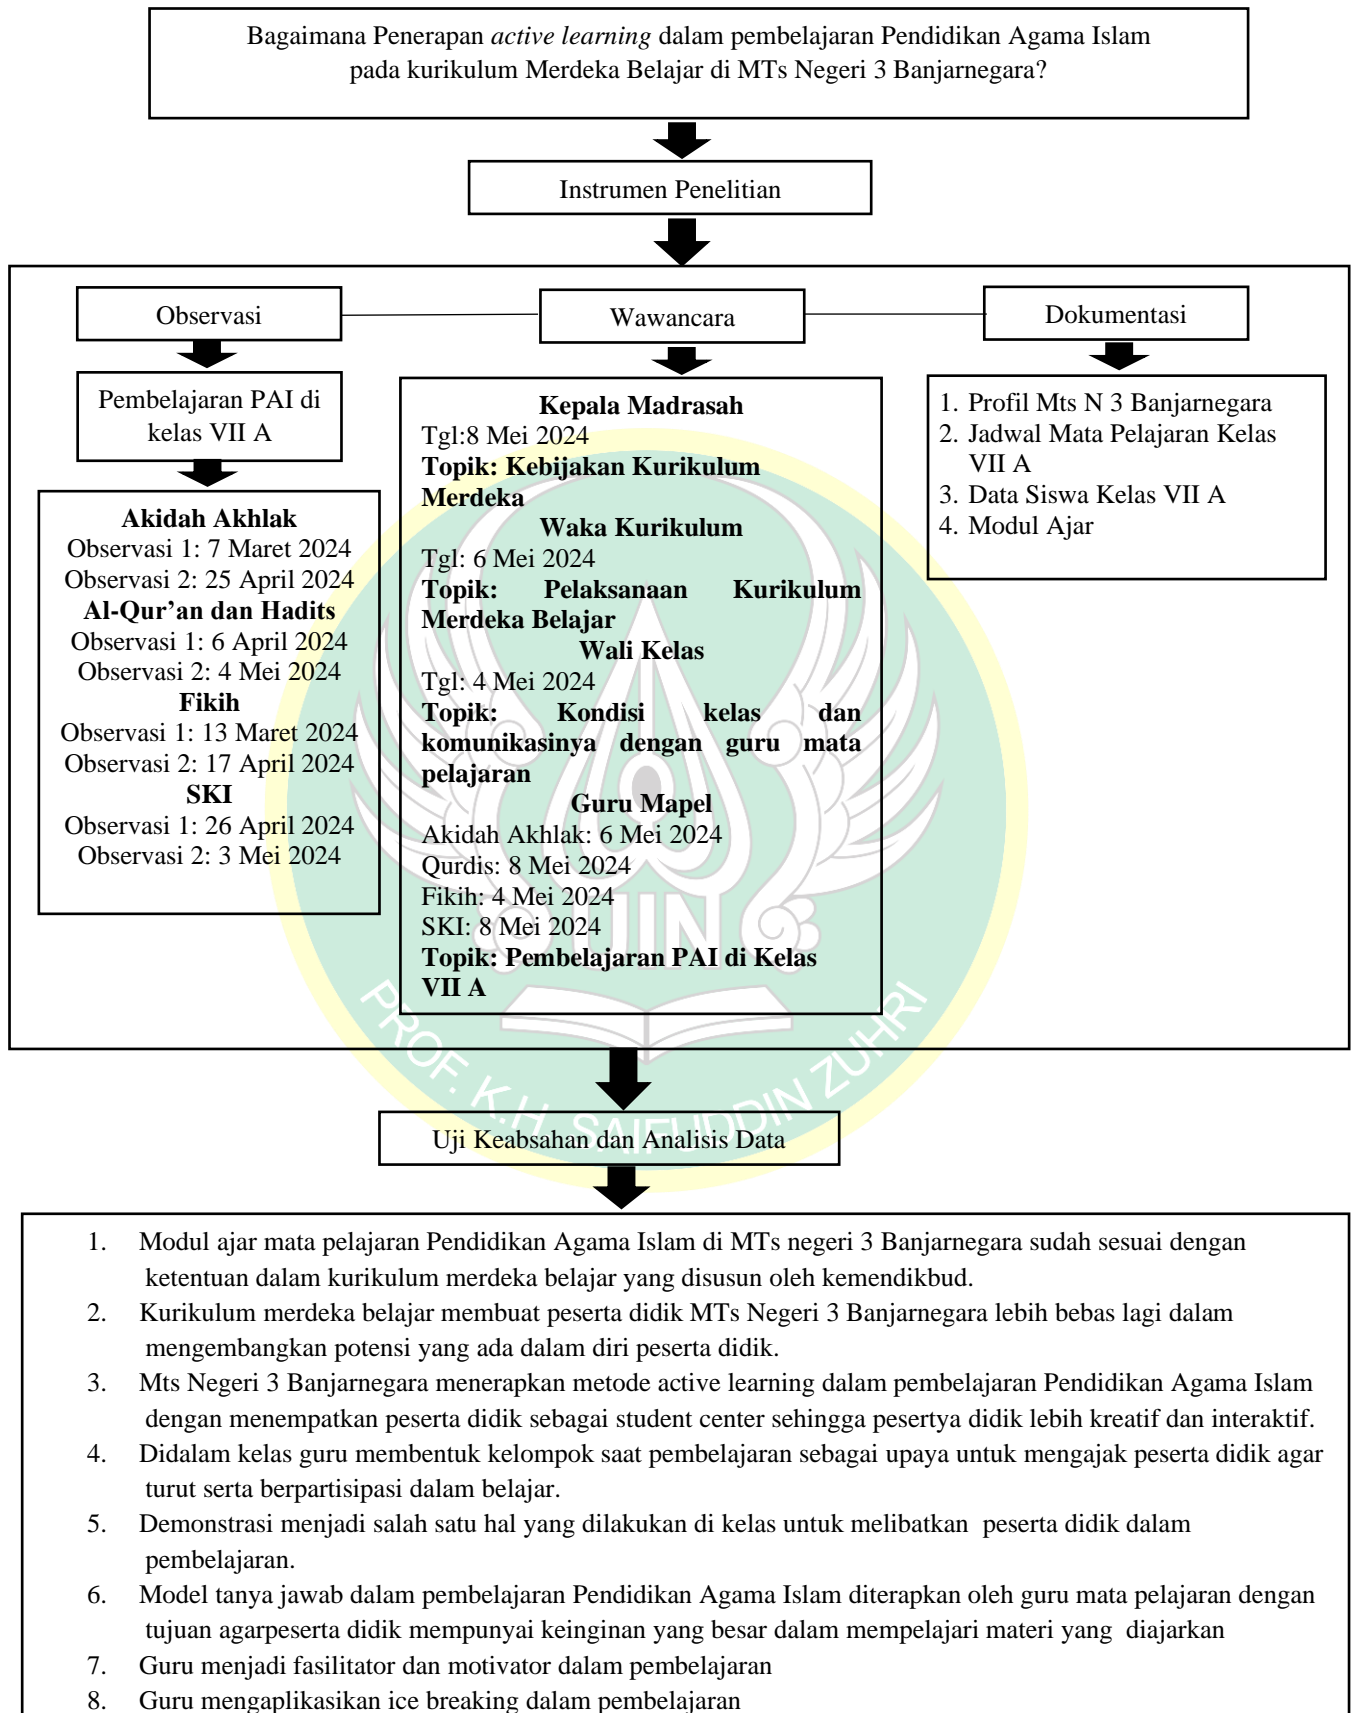 Bagaimana Penerapan active learning dalam pembelajaran Pendidikan Agama Islam
pada kurikulum Merdeka Belajar di MTs Negeri 3 Banjarnegara?
Instrumen Penelitian
Observasi
Wawancara
Dokumentasi
Pembelajaran PAI di
kelas VII A
Akidah Akhlak
Observasi 1: 7 Maret 2024
Observasi 2: 25 April 2024
Al-Qur’an dan Hadits
Observasi 1: 6 April 2024
Observasi 2: 4 Mei 2024
Fikih
Observasi 1: 13 Maret 2024
Observasi 2: 17 April 2024
SKI
Observasi 1: 26 April 2024
Observasi 2: 3 Mei 2024
Kepala Madrasah
Tgl:8 Mei 2024
Topik: Kebijakan Kurikulum
Merdeka
Waka Kurikulum
Tgl: 6 Mei 2024
Topik: Pelaksanaan Kurikulum
Merdeka Belajar
Wali Kelas
Tgl: 4 Mei 2024
Topik: Kondisi kelas dan
komunikasinya dengan guru mata
pelajaran
Guru Mapel
Akidah Akhlak: 6 Mei 2024
Qurdis: 8 Mei 2024
Fikih: 4 Mei 2024
SKI: 8 Mei 2024
Topik: Pembelajaran PAI di Kelas
VII A
1. Profil Mts N 3 Banjarnegara
2. Jadwal Mata Pelajaran Kelas
VII A
3. Data Siswa Kelas VII A
4. Modul Ajar
UIN
PROF. K.H. SAIFUDDIN ZUHRI
Uji Keabsahan dan Analisis Data
1. Modul ajar mata pelajaran Pendidikan Agama Islam di MTs negeri 3 Banjarnegara sudah sesuai dengan
ketentuan dalam kurikulum merdeka belajar yang disusun oleh kemendikbud.
2. Kurikulum merdeka belajar membuat peserta didik MTs Negeri 3 Banjarnegara lebih bebas lagi dalam
mengembangkan potensi yang ada dalam diri peserta didik.
3. Mts Negeri 3 Banjarnegara menerapkan metode active learning dalam pembelajaran Pendidikan Agama Islam
dengan menempatkan peserta didik sebagai student center sehingga pesertya didik lebih kreatif dan interaktif.
4. Didalam kelas guru membentuk kelompok saat pembelajaran sebagai upaya untuk mengajak peserta didik agar
turut serta berpartisipasi dalam belajar.
5. Demonstrasi menjadi salah satu hal yang dilakukan di kelas untuk melibatkan peserta didik dalam
pembelajaran.
6. Model tanya jawab dalam pembelajaran Pendidikan Agama Islam diterapkan oleh guru mata pelajaran dengan
tujuan agarpeserta didik mempunyai keinginan yang besar dalam mempelajari materi yang diajarkan
7. Guru menjadi fasilitator dan motivator dalam pembelajaran
8. Guru mengaplikasikan ice breaking dalam pembelajaran